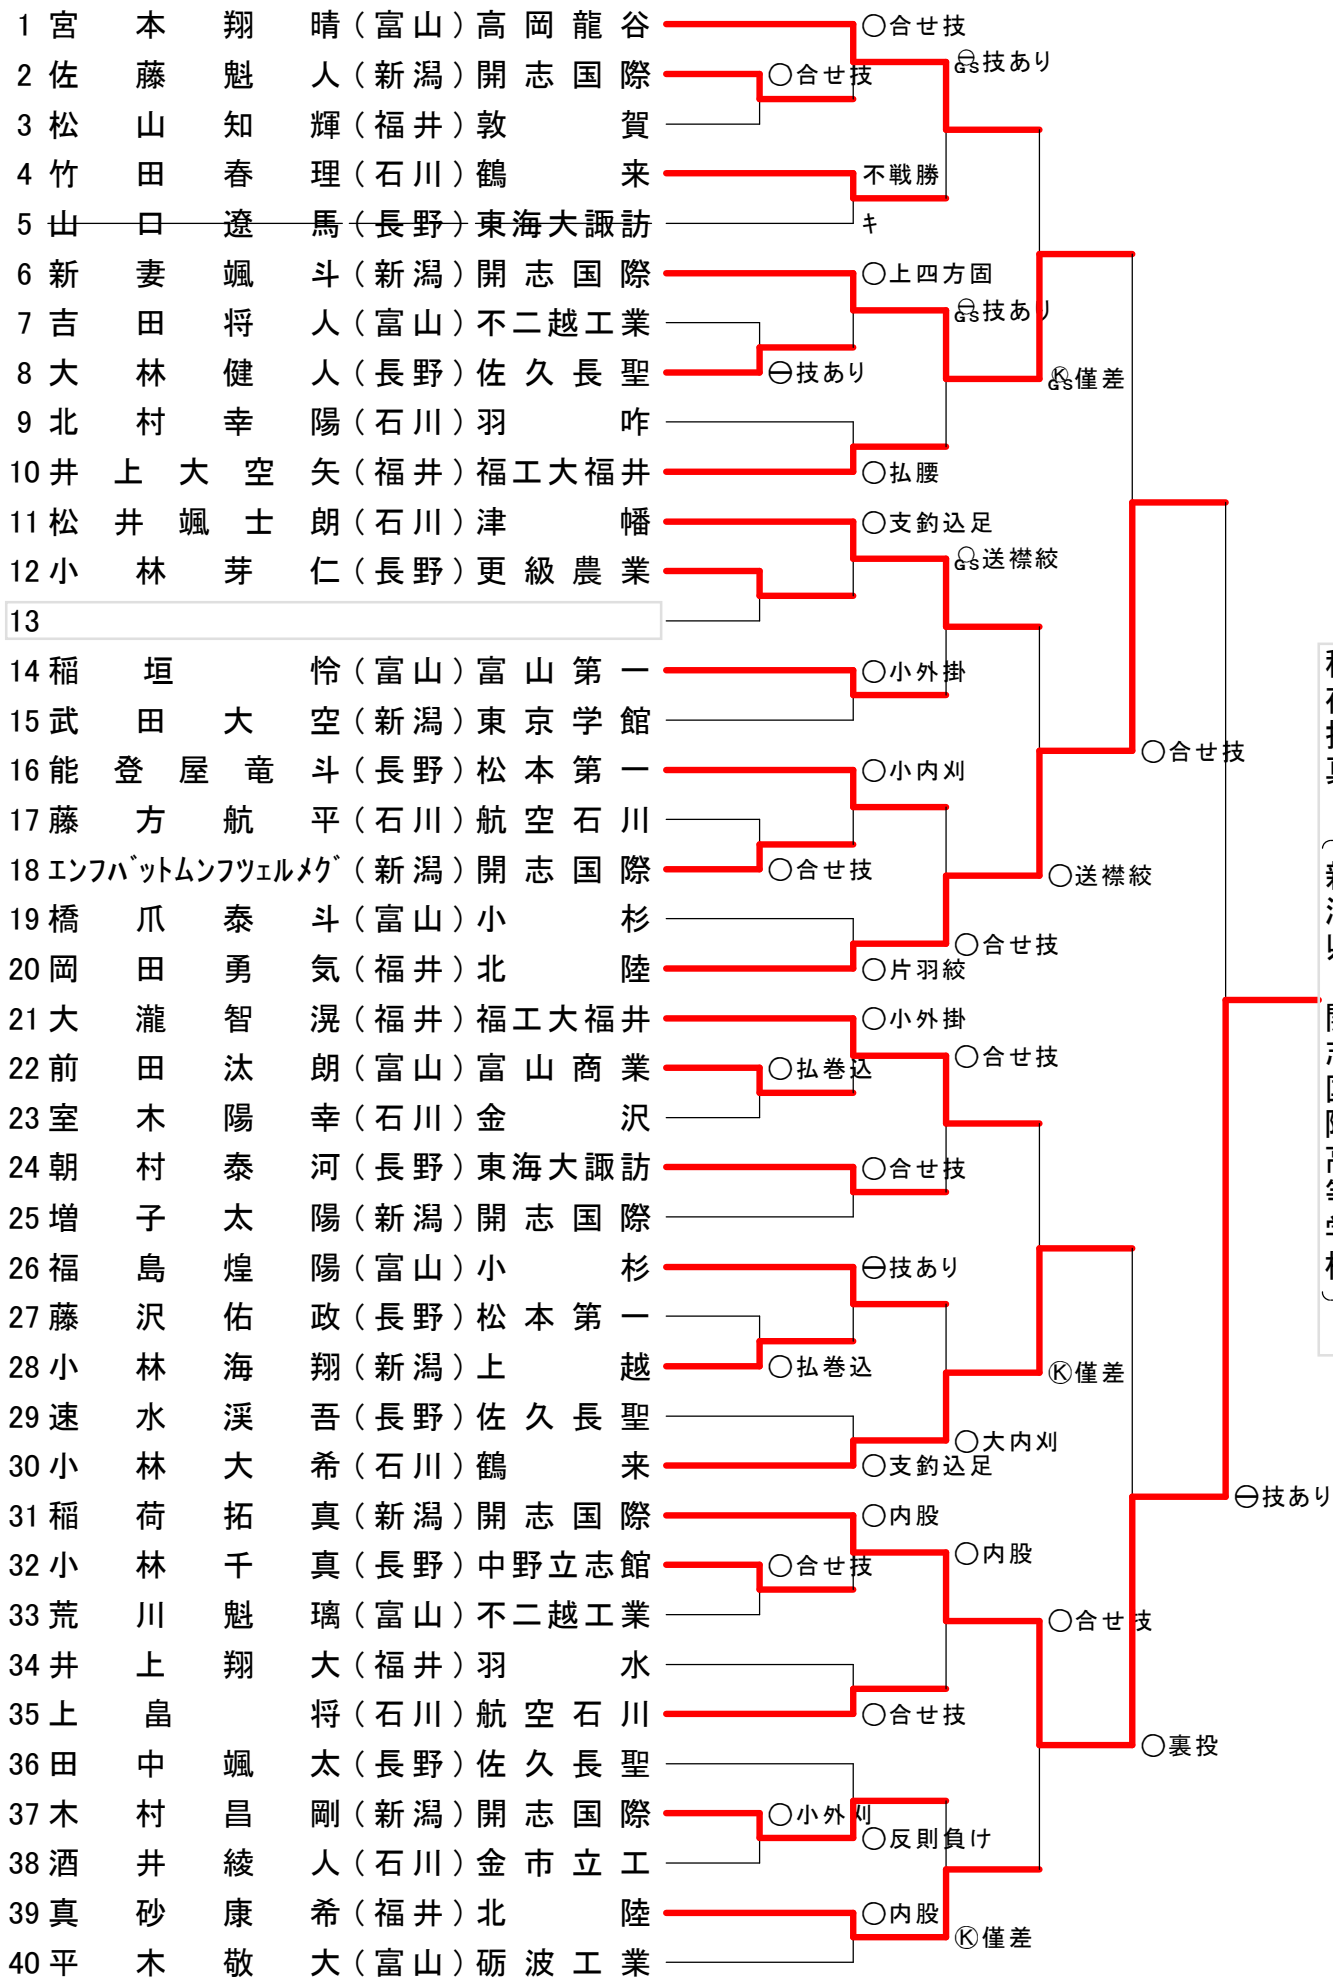 1 宮本翔晴(富山)高岡龍谷 ○合せ技
GS技あり
2 佐藤魁人(新潟)開志国際 ○合せ技
3 松山知輝(福井)敦賀
4 竹田春理(石川)鶴来 不戦勝
5 山口遼馬(長野)東海大諏訪 キ
6 新妻颯斗(新潟)開志国際 ○上四方固
GS技あり
7 吉田将人(富山)不二越工業
8 大林健人(長野)佐久長聖 ⊖技あり ⓀGS僅差
9 北村幸陽(石川)羽咋
10 井上大空矢(福井)福工大福井 ○払腰
11 松井颯士朗(石川)津幡 ○支釣込足
○GS送襟絞
12 小林芽仁(長野)更級農業
13
14 稲垣怜(富山)富山第一 ○小外掛
15 武田大空(新潟)東京学館
○合せ技
16 能登屋竜斗(長野)松本第一 ○小内刈
17 藤方航平(石川)航空石川
18 エンフバットムンフツェルメグ(新潟)開志国際 ○合せ技 ○送襟絞
19 橋爪泰斗(富山)小杉
○合せ技
20 岡田勇気(福井)北陸 ○片羽絞
21 大瀧智滉(福井)福工大福井 ○小外掛
○合せ技
22 前田汰朗(富山)富山商業 ○払巻込
23 室木陽幸(石川)金沢
24 朝村泰河(長野)東海大諏訪 ○合せ技
25 増子太陽(新潟)開志国際
26 福島煌陽(富山)小杉 ⊖技あり
27 藤沢佑政(長野)松本第一
28 小林海翔(新潟)上越 ○払巻込 Ⓚ僅差
29 速水渓吾(長野)佐久長聖
○大内刈
30 小林大希(石川)鶴来 ○支釣込足
⊖技あり
31 稲荷拓真(新潟)開志国際 ○内股
○内股
32 小林千真(長野)中野立志館 ○合せ技
33 荒川魁璃(富山)不二越工業 ○合せ技
34 井上翔大(福井)羽水
35 上畠将(石川)航空石川 ○合せ技
○裏投
36 田中颯太(長野)佐久長聖
37 木村昌剛(新潟)開志国際 ○小外刈
○反則負け
38 酒井綾人(石川)金市立工
39 真砂康希(福井)北陸 ○内股
Ⓚ僅差
40 平木敬大(富山)砺波工業